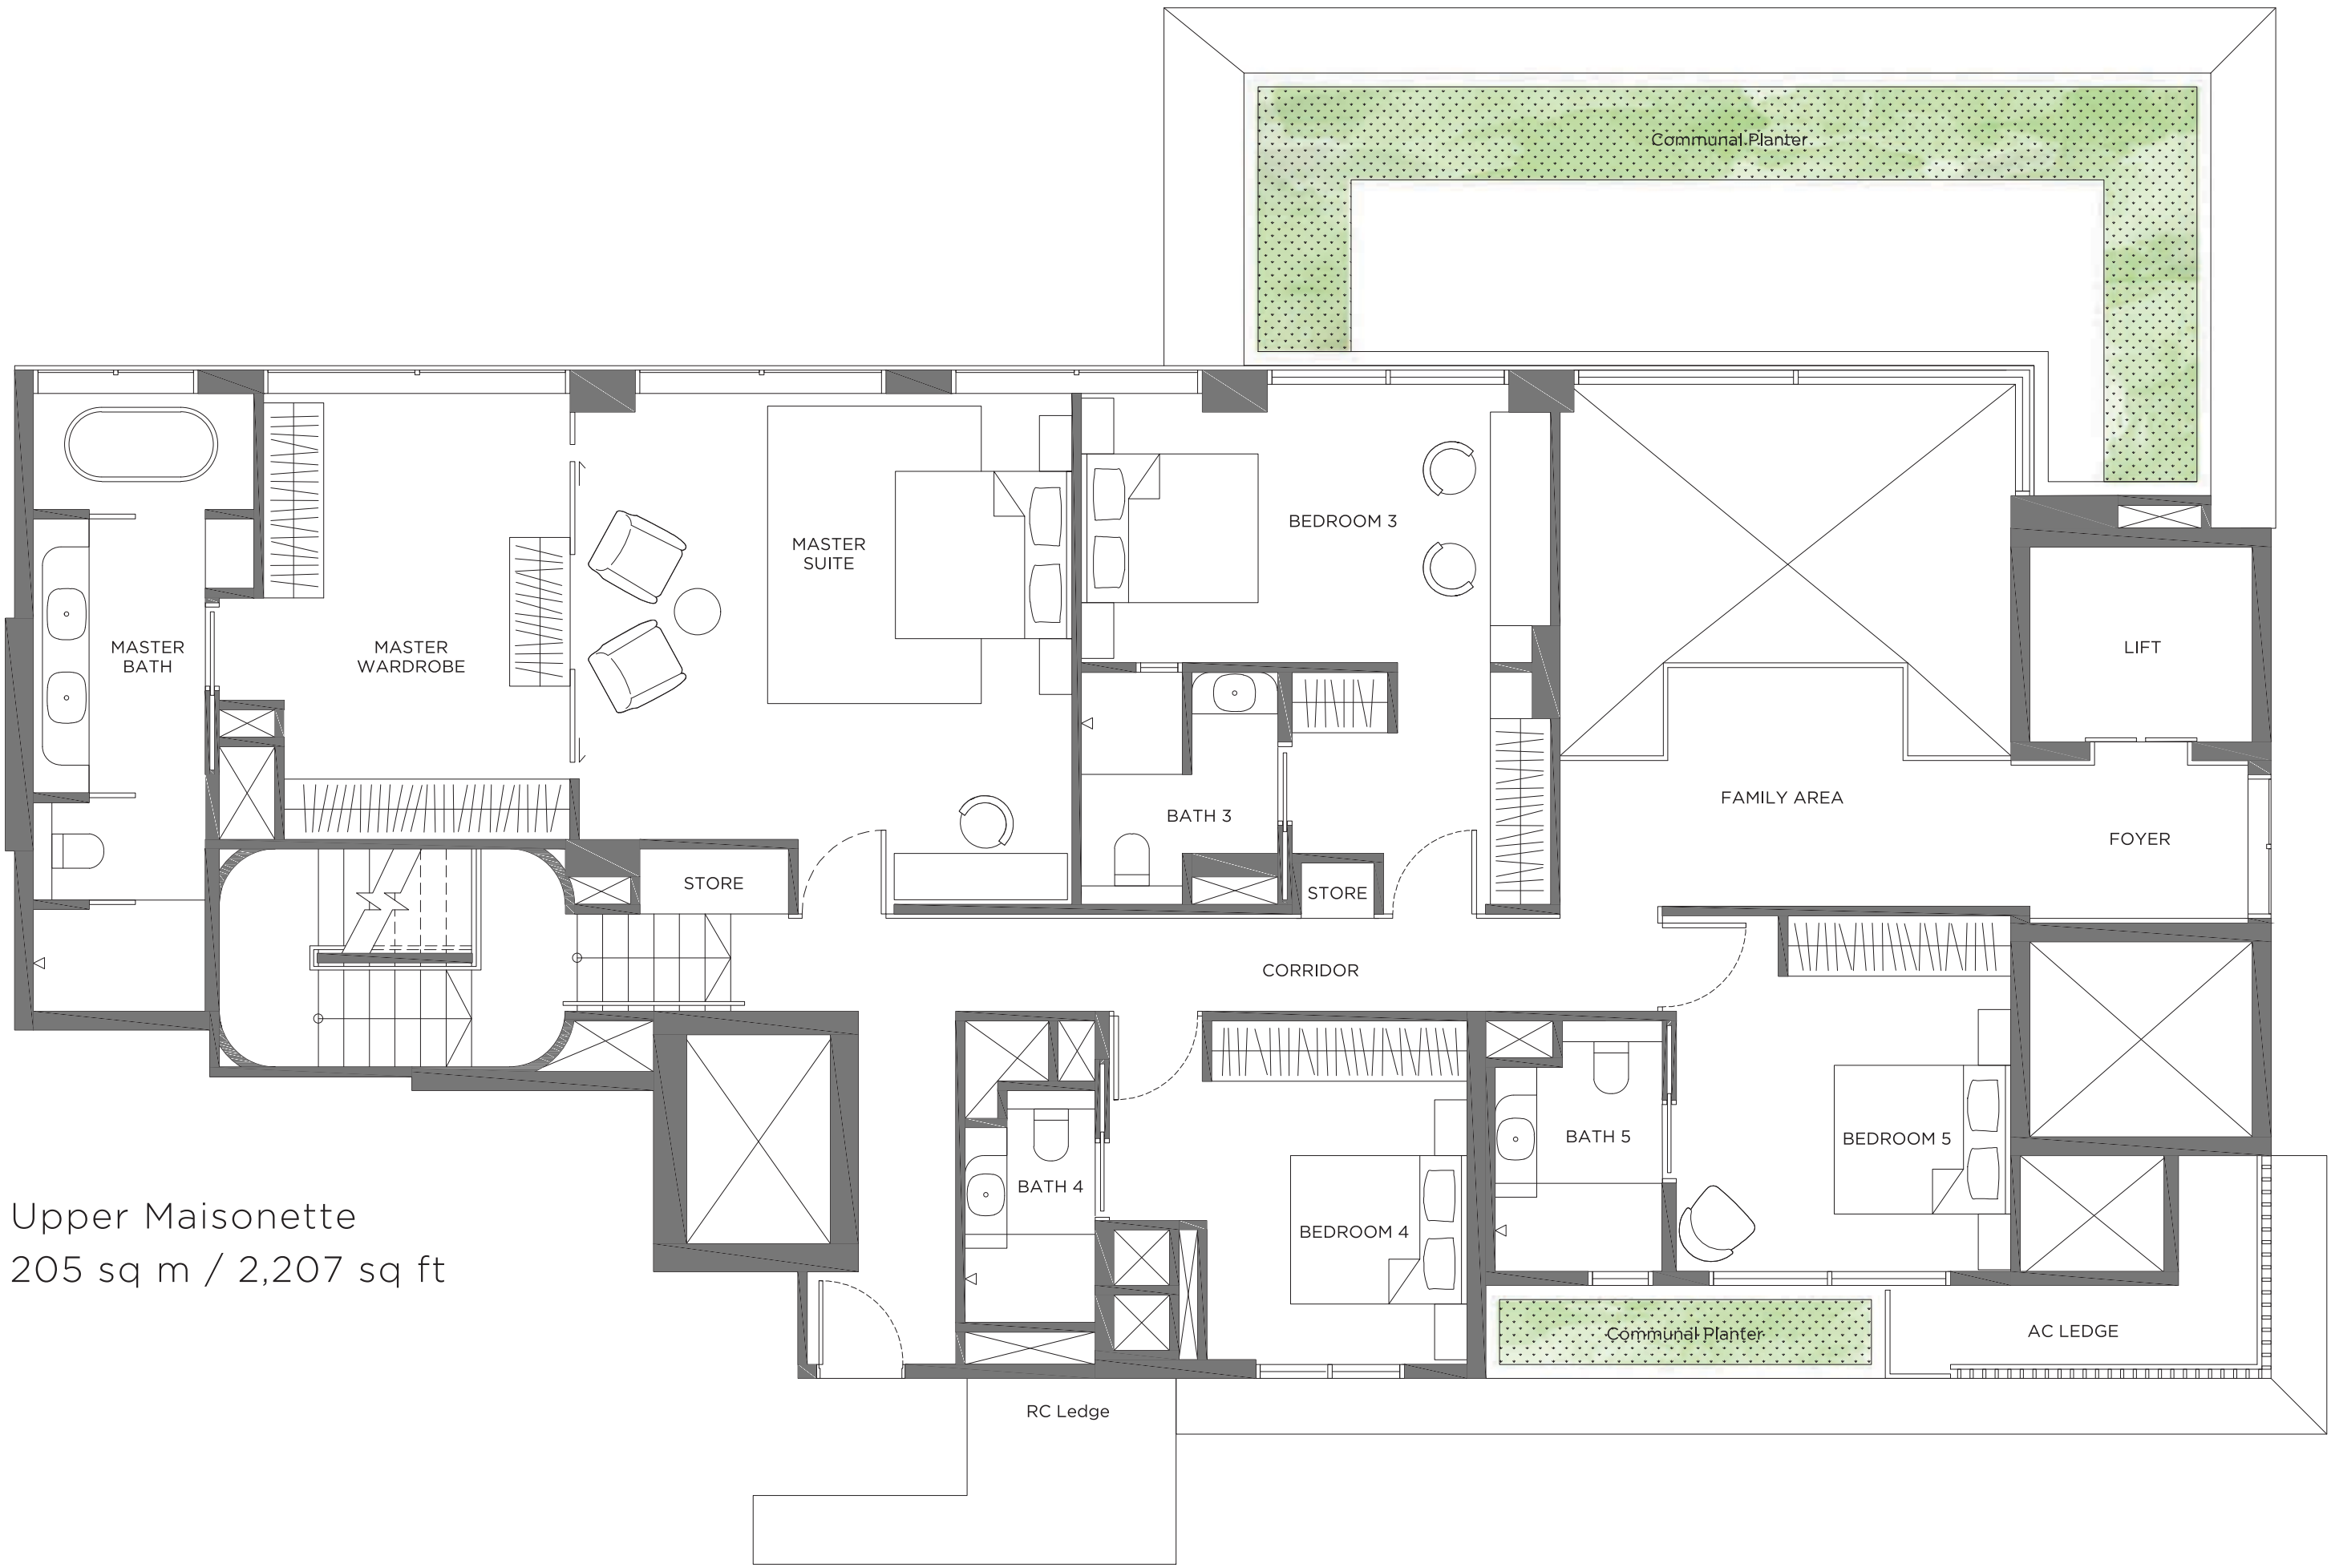 Communal Planter
BEDROOM 3
MASTER
SUITE
MASTER
BATH
MASTER
WARDROBE
LIFT
FAMILY AREA
BATH 3
FOYER
STORE
STORE
CORRIDOR
BATH 5
BEDROOM 5
BATH 4
BEDROOM 4
Upper Maisonette
205 sq m / 2,207 sq ft
Communal Planter
AC LEDGE
RC Ledge